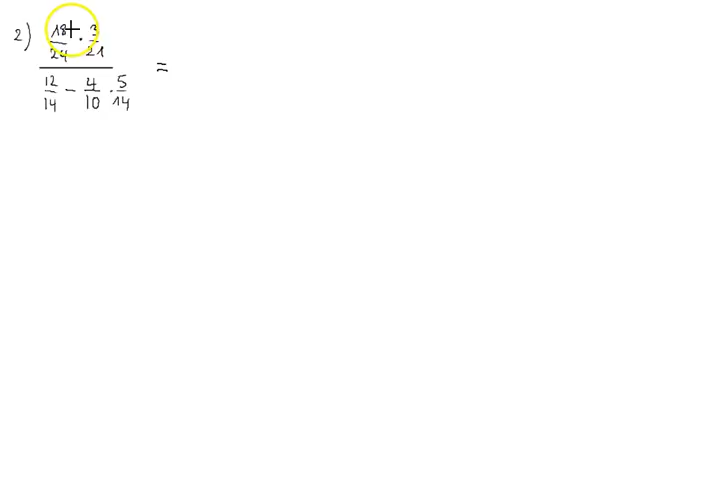 2) 18/24 · 3/21
=
12/14 - 4/10 · 5/14